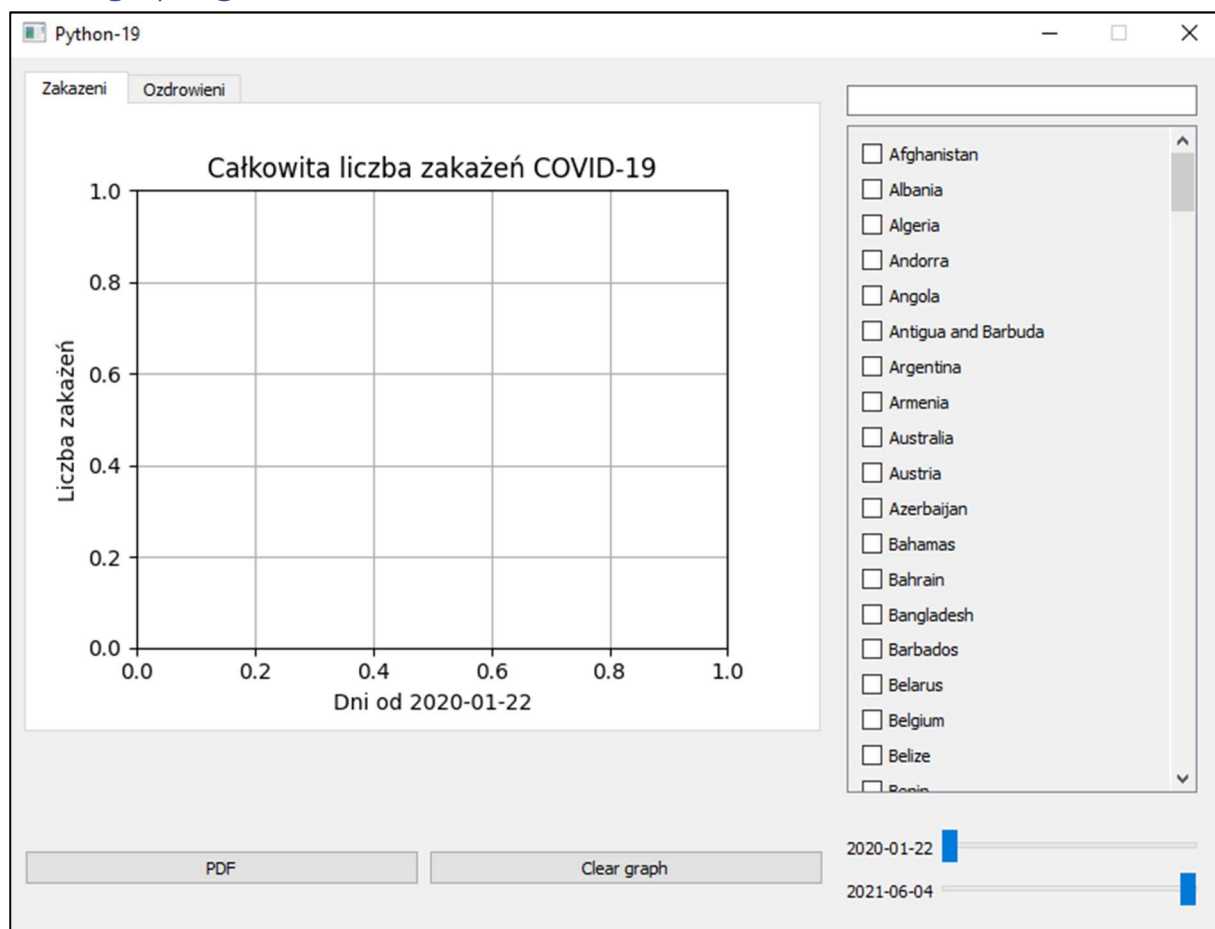 Python-19
Zakazeni
Ozdrowieni
Całkowita liczba zakażeń COVID-19
1.0
0.8
0.6
0.4
0.2
0.0
Liczba zakażeń
0.0 0.2 0.4 0.6 0.8 1.0
Dni od 2020-01-22
PDF
Clear graph
Afghanistan
Albania
Algeria
Andorra
Angola
Antigua and Barbuda
Argentina
Armenia
Australia
Austria
Azerbaijan
Bahamas
Bahrain
Bangladesh
Barbados
Belarus
Belgium
Belize
Benin
2020-01-22
2021-06-04